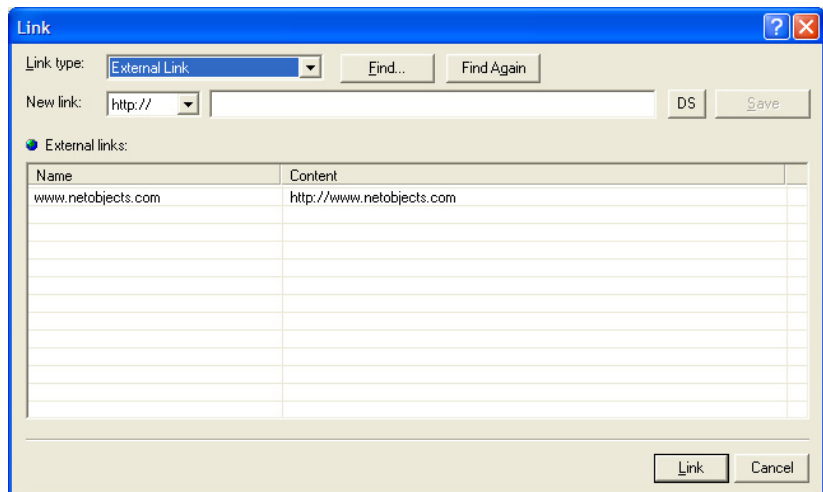 Link
Link type: External Link Find... Find Again
New link: http:// DS Save
External links:
Name Content
www.netobjects.com http://www.netobjects.com
Link Cancel